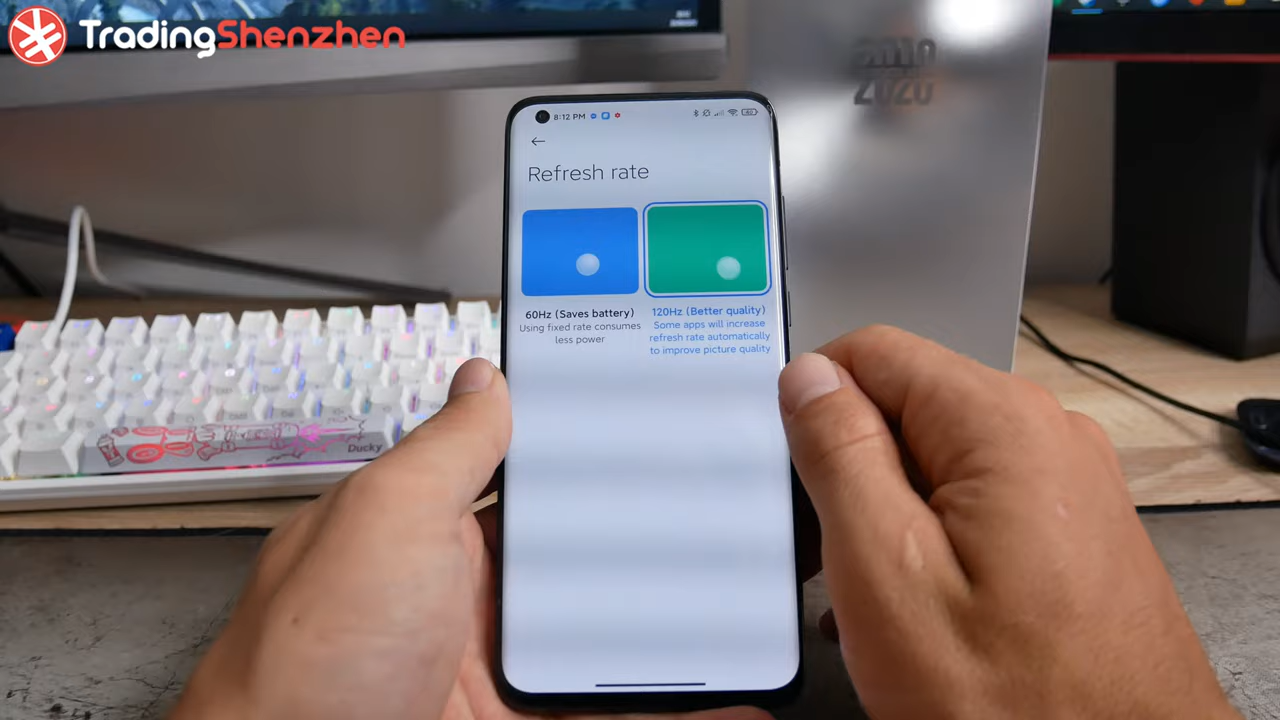 TradingShenzhen
2020
8:12 PM
Refresh rate
60Hz (Saves battery)
Using fixed rate consumes
less power
120Hz (Better quality)
Some apps will increase
refresh rate automatically
to improve picture quality
Ducky